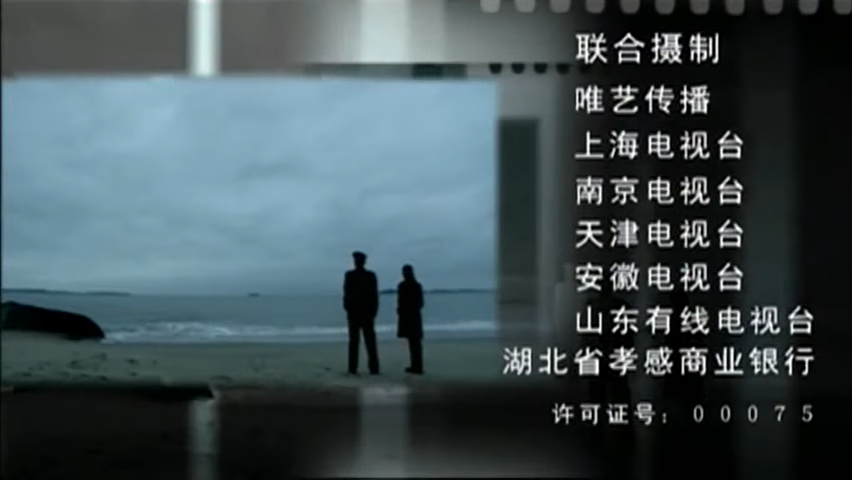 联合摄制
唯艺传播
上海电视台
南京电视台
天津电视台
安徽电视台
山东有线电视台
湖北省孝感商业银行
许可证号：00075